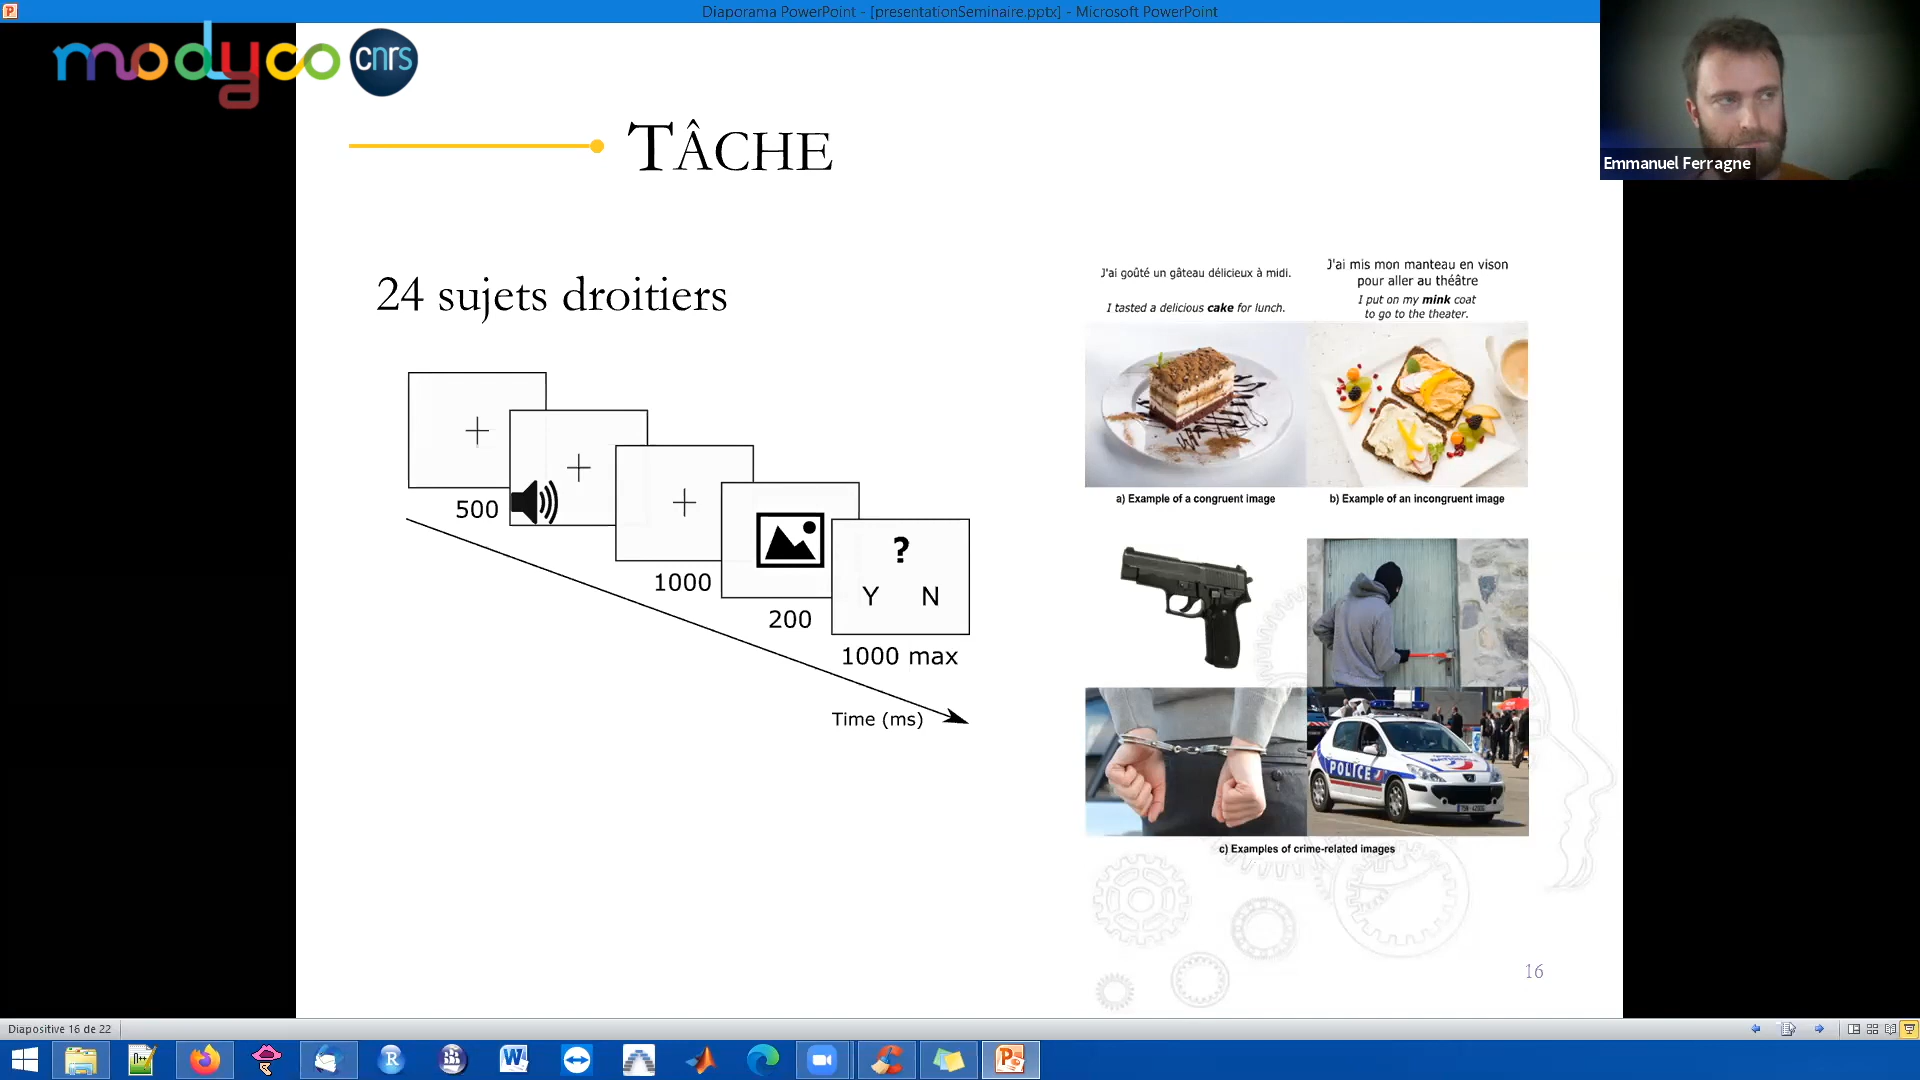 Diaporama PowerPoint - [presentationSeminaire.pptx] - Microsoft PowerPoint
modyco
cnrs
Emmanuel Ferragne
TÂCHE
24 sujets droitiers
500
1000
200
?
Y N
1000 max
Time (ms)
J'ai goûté un gâteau délicieux à midi.
I tasted a delicious cake for lunch.
J'ai mis mon manteau en vison
pour aller au théâtre
I put on my mink coat
to go to the theater.
a) Example of a congruent image
b) Example of an incongruent image
POLICE
c) Examples of crime-related images
16
Diapositive 16 de 22